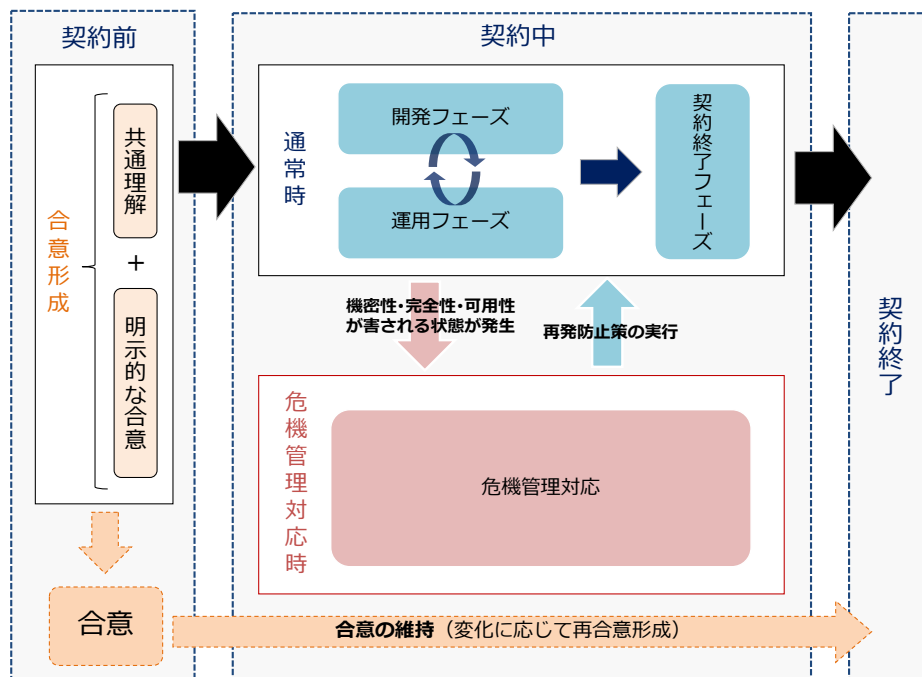 契約前
合意形成
共通理解
+
明示的な合意
合意
契約中
通常時
開発フェーズ
運用フェーズ
契約終了フェーズ
機密性・完全性・可用性
が害される状態が発生
再発防止策の実行
危機管理対応時
危機管理対応
合意の維持（変化に応じて再合意形成）
契約終了